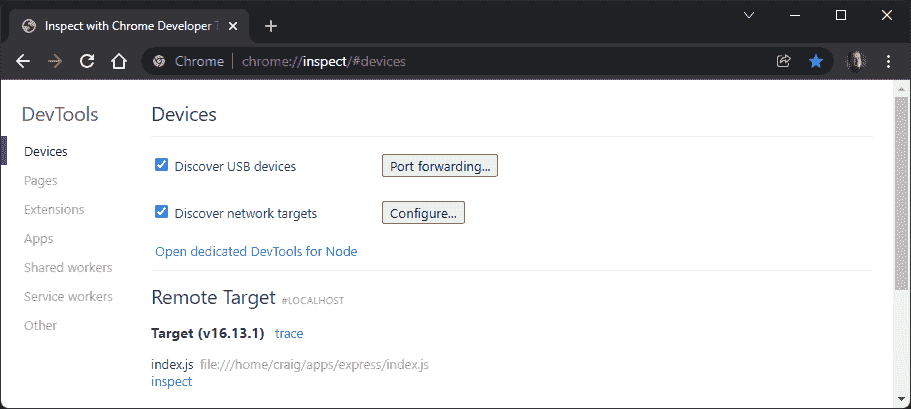 Inspect with Chrome Developer T
Chrome chrome://inspect/#devices
DevTools
Devices
Pages
Extensions
Apps
Shared workers
Service workers
Other
Devices
Discover USB devices Port forwarding...
Discover network targets Configure...
Open dedicated DevTools for Node
Remote Target #LOCALHOST
Target (v16.13.1) trace
index.js file:///home/craig/apps/express/index.js
inspect